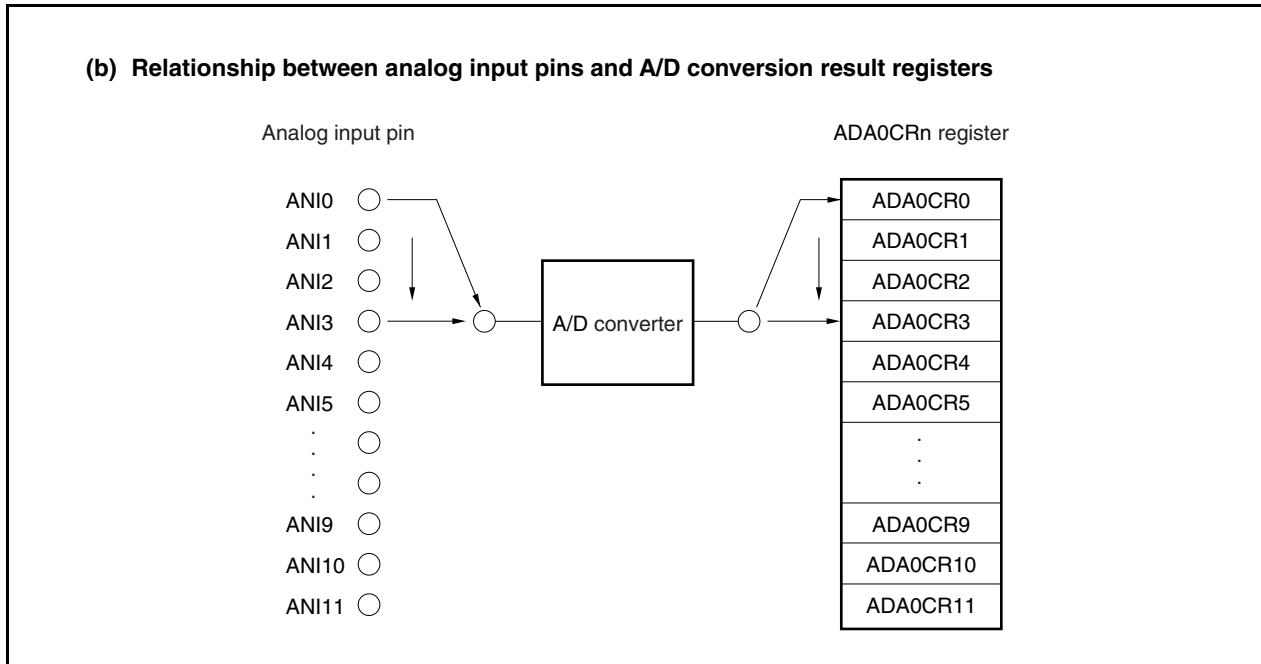 (b) Relationship between analog input pins and A/D conversion result registers
Analog input pin
ADA0CRn register
ANI0
ADA0CR0
ANI1
ADA0CR1
ANI2
ADA0CR2
ANI3
A/D converter
ADA0CR3
ANI4
ADA0CR4
ANI5
ADA0CR5
ANI9
ADA0CR9
ANI10
ADA0CR10
ANI11
ADA0CR11